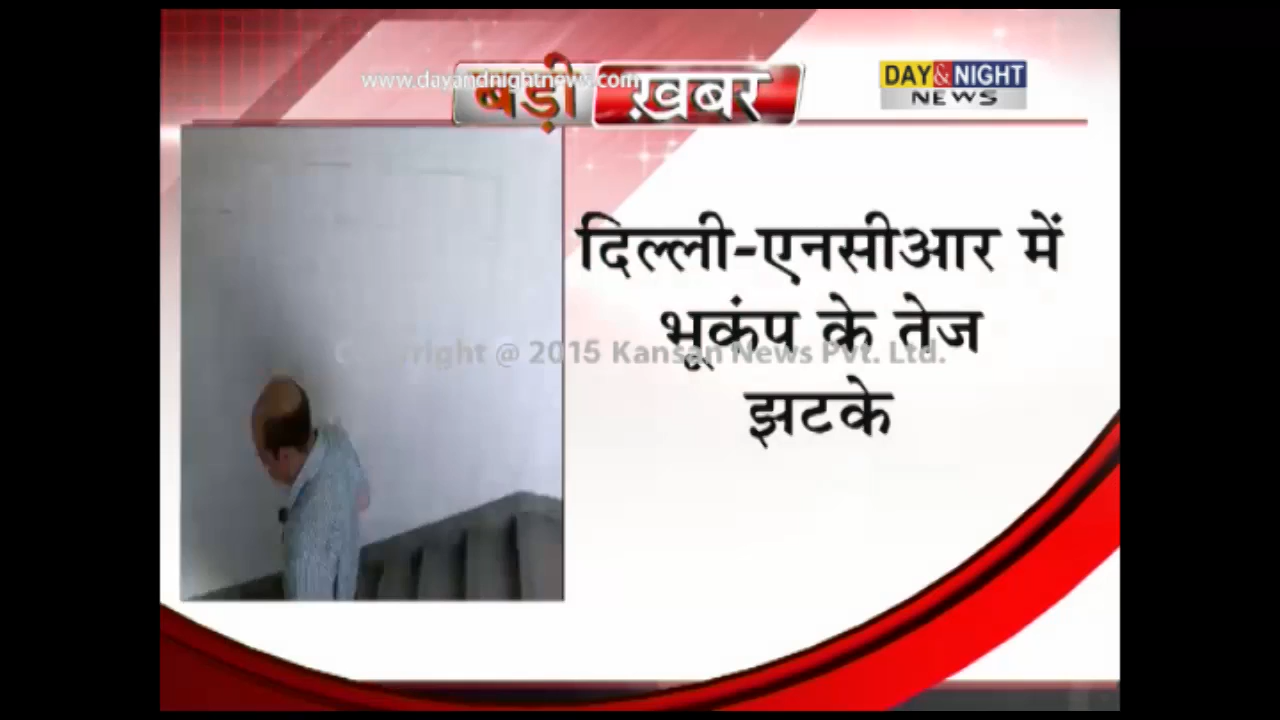 www.dayandnightnews.com
बड़ी ख़बर
DAY&NIGHT
NEWS
दिल्ली-एनसीआर में
भूकंप के तेज
Copyright @ 2015 Kansan News Pvt. Ltd.
झटके